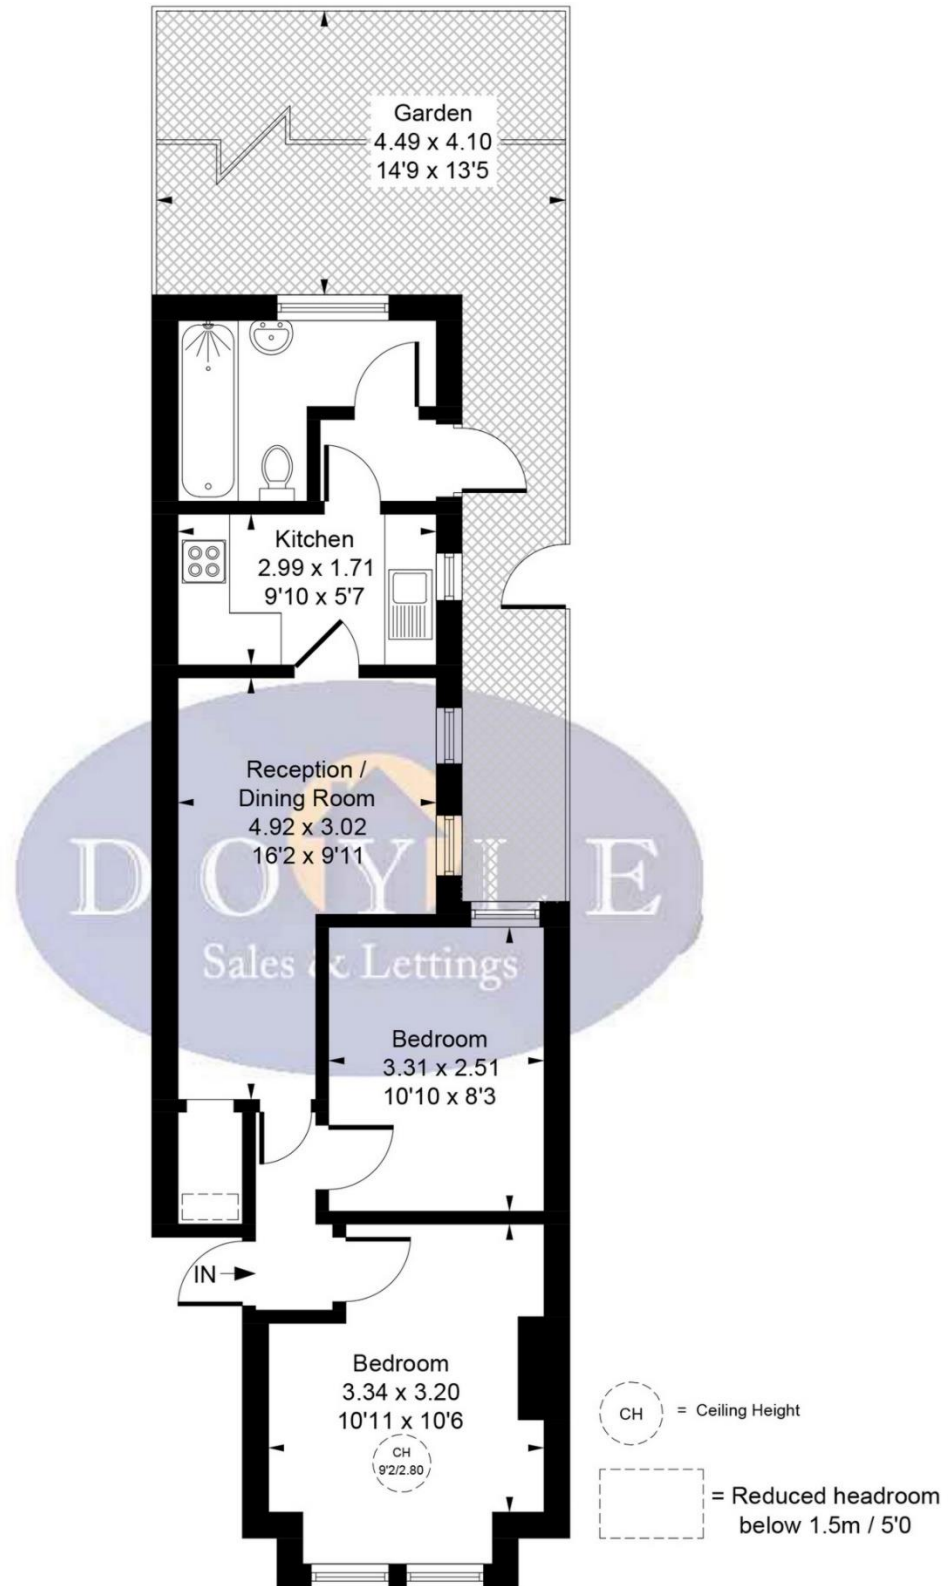 Garden
4.49 x 4.10
14'9 x 13'5
Kitchen
2.99 x 1.71
9'10 x 5'7
Reception /
Dining Room
4.92 x 3.02
16'2 x 9'11
DOYLE
Sales & Lettings
Bedroom
3.31 x 2.51
10'10 x 8'3
IN
Bedroom
3.34 x 3.20
10'11 x 10'6
CH
9'2/2.80
CH = Ceiling Height
= Reduced headroom
below 1.5m / 5'0